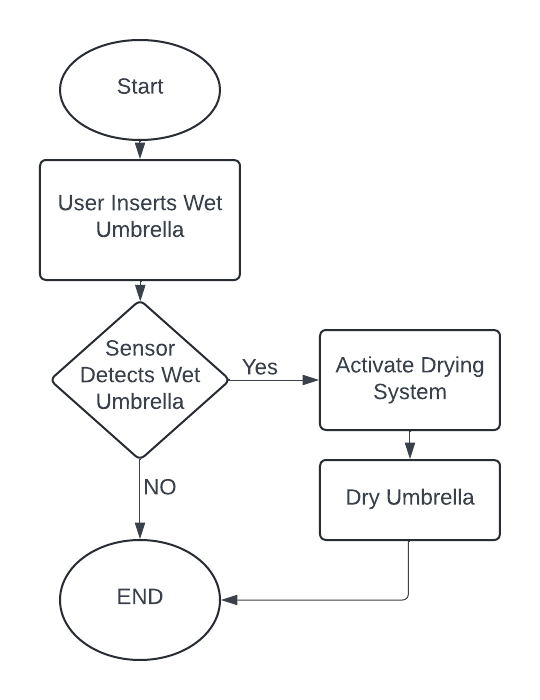 Start
User Inserts Wet
Umbrella
Sensor
Detects Wet
Umbrella
Yes
Activate Drying
System
NO
Dry Umbrella
END